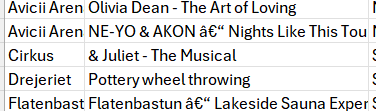 Avicii Aren Olivia Dean - The Art of Loving
Avicii Aren NE-YO & AKON â€“ Nights Like This Tou
Cirkus & Juliet - The Musical
Drejeriet Pottery wheel throwing
Flatenbast Flatenbastun â€“ Lakeside Sauna Exper